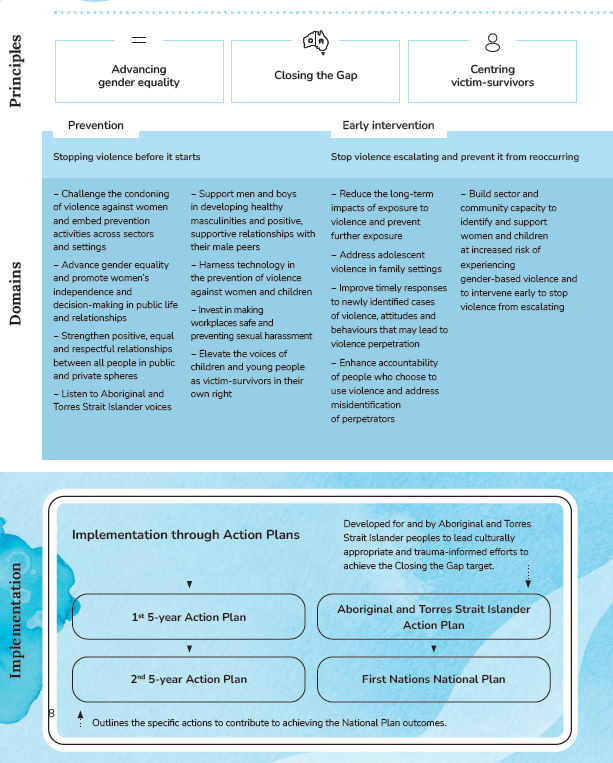 Principles
Advancing
gender equality
Closing the Gap
Centring
victim-survivors
Domains
Prevention
Stopping violence before it starts
– Challenge the condoning
of violence against women
and embed prevention
activities across sectors
and settings
– Advance gender equality
and promote women's
independence and
decision-making in public life
and relationships
– Strengthen positive, equal
and respectful relationships
between all people in public
and private spheres
– Listen to Aboriginal and
Torres Strait Islander voices
– Support men and boys
in developing healthy
masculinities and positive,
supportive relationships with
their male peers
– Harness technology in
the prevention of violence
against women and children
– Invest in making
workplaces safe and
preventing sexual harassment
– Elevate the voices of
children and young people
as victim-survivors in their
own right
Early intervention
Stop violence escalating and prevent it from reoccurring
– Reduce the long-term
impacts of exposure to
violence and prevent
further exposure
– Address adolescent
violence in family settings
– Improve timely responses
to newly identified cases
of violence, attitudes and
behaviours that may lead to
violence perpetration
– Enhance accountability
of people who choose to
use violence and address
misidentification
of perpetrators
– Build sector and
community capacity to
identify and support
women and children
at increased risk of
experiencing
gender-based violence and
to intervene early to stop
violence from escalating
Implementation
Implementation through Action Plans
Developed for and by Aboriginal and Torres
Strait Islander peoples to lead culturally
appropriate and trauma-informed efforts to
achieve the Closing the Gap target.
1st 5-year Action Plan
Aboriginal and Torres Strait Islander
Action Plan
2nd 5-year Action Plan
First Nations National Plan
8
Outlines the specific actions to contribute to achieving the National Plan outcomes.